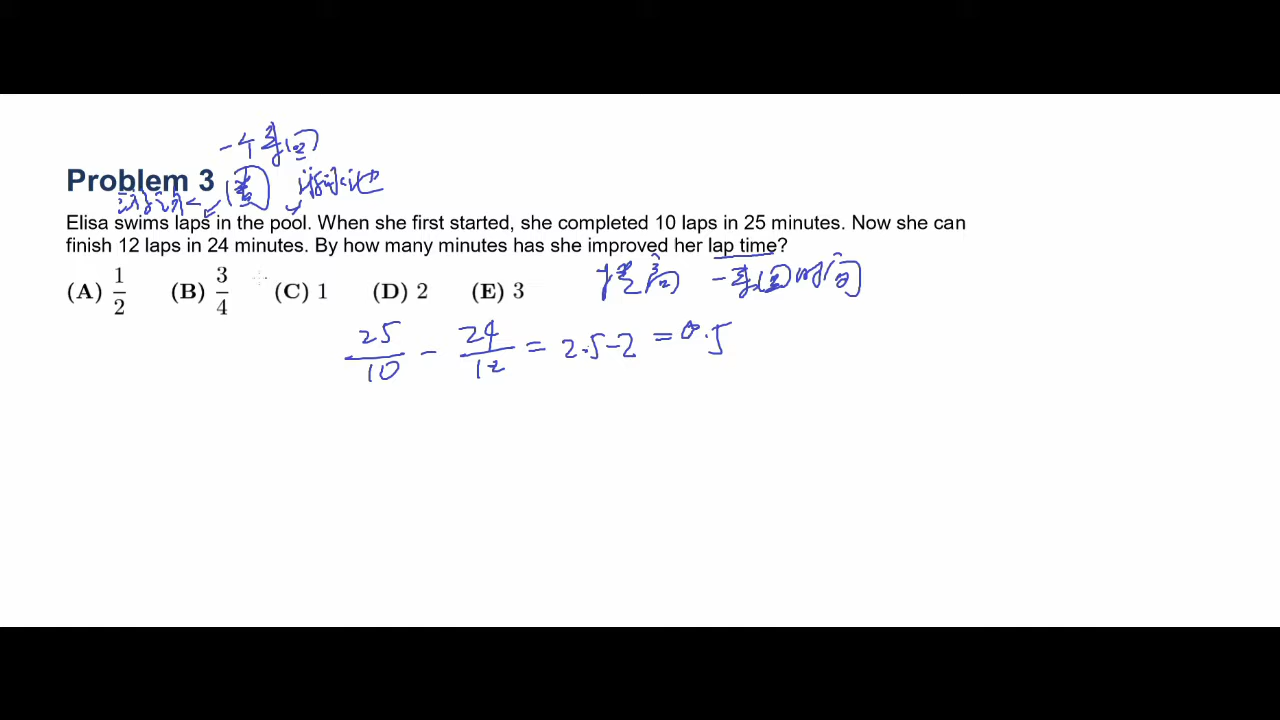 一个来回
Problem 3
圈 游泳池
Elisa swims laps in the pool. When she first started, she completed 10 laps in 25 minutes. Now she can
finish 12 laps in 24 minutes. By how many minutes has she improved her lap time?
提高 一来回时间
(A) 1/2 (B) 3/4 (C) 1 (D) 2 (E) 3
25/10 - 24/12 = 2.5-2 = 0.5